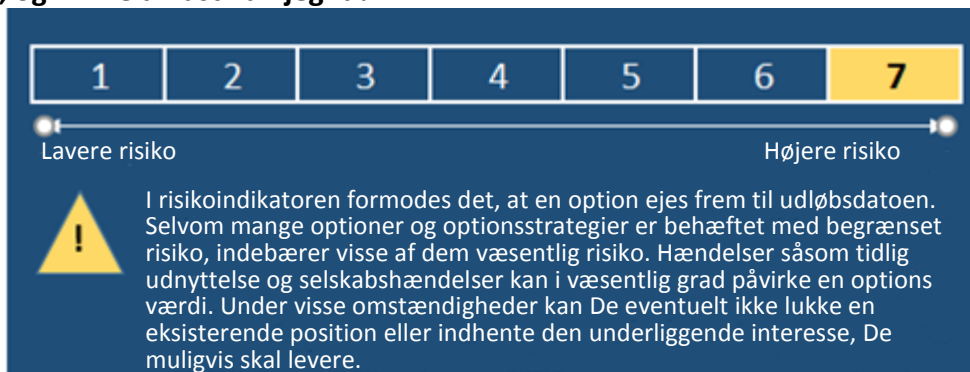 1 2 3 4 5 6 7
Lavere risiko Højere risiko
!
I risikoindikatoren formodes det, at en option ejes frem til udløbsdatoen.
Selvom mange optioner og optionsstrategier er behæftet med begrænset
risiko, indebærer visse af dem væsentlig risiko. Hændelser såsom tidlig
udnyttelse og selskabshændelser kan i væsentlig grad påvirke en options
værdi. Under visse omstændigheder kan De eventuelt ikke lukke en
eksisterende position eller indhente den underliggende interesse, De
muligvis skal levere.